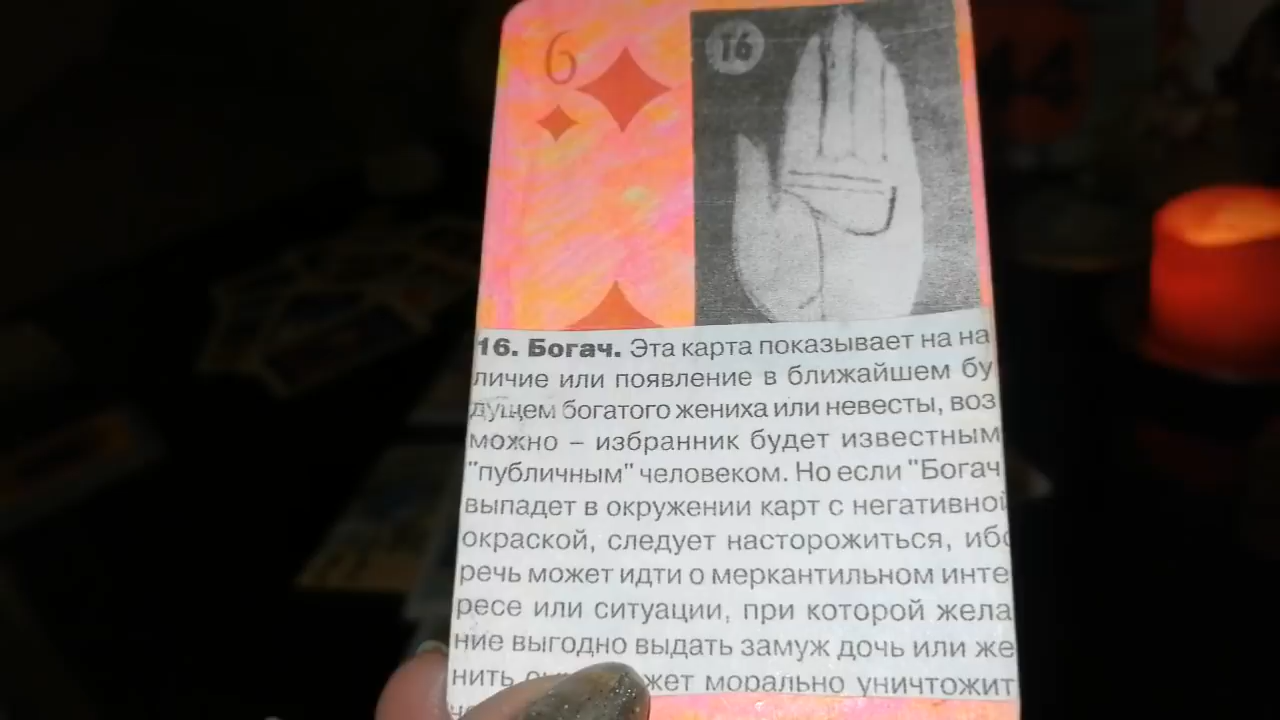 6
16
16. Богач. Эта карта показывает на на
личие или появление в ближайшем бу
дущем богатого жениха или невесты, воз
можно – избранник будет известным
"публичным" человеком. Но если "Богач
выпадет в окружении карт с негативной
окраской, следует насторожиться, ибо
речь может идти о меркантильном инте
ресе или ситуации, при которой жела
ние выгодно выдать замуж дочь или же
нить морально уничтожит